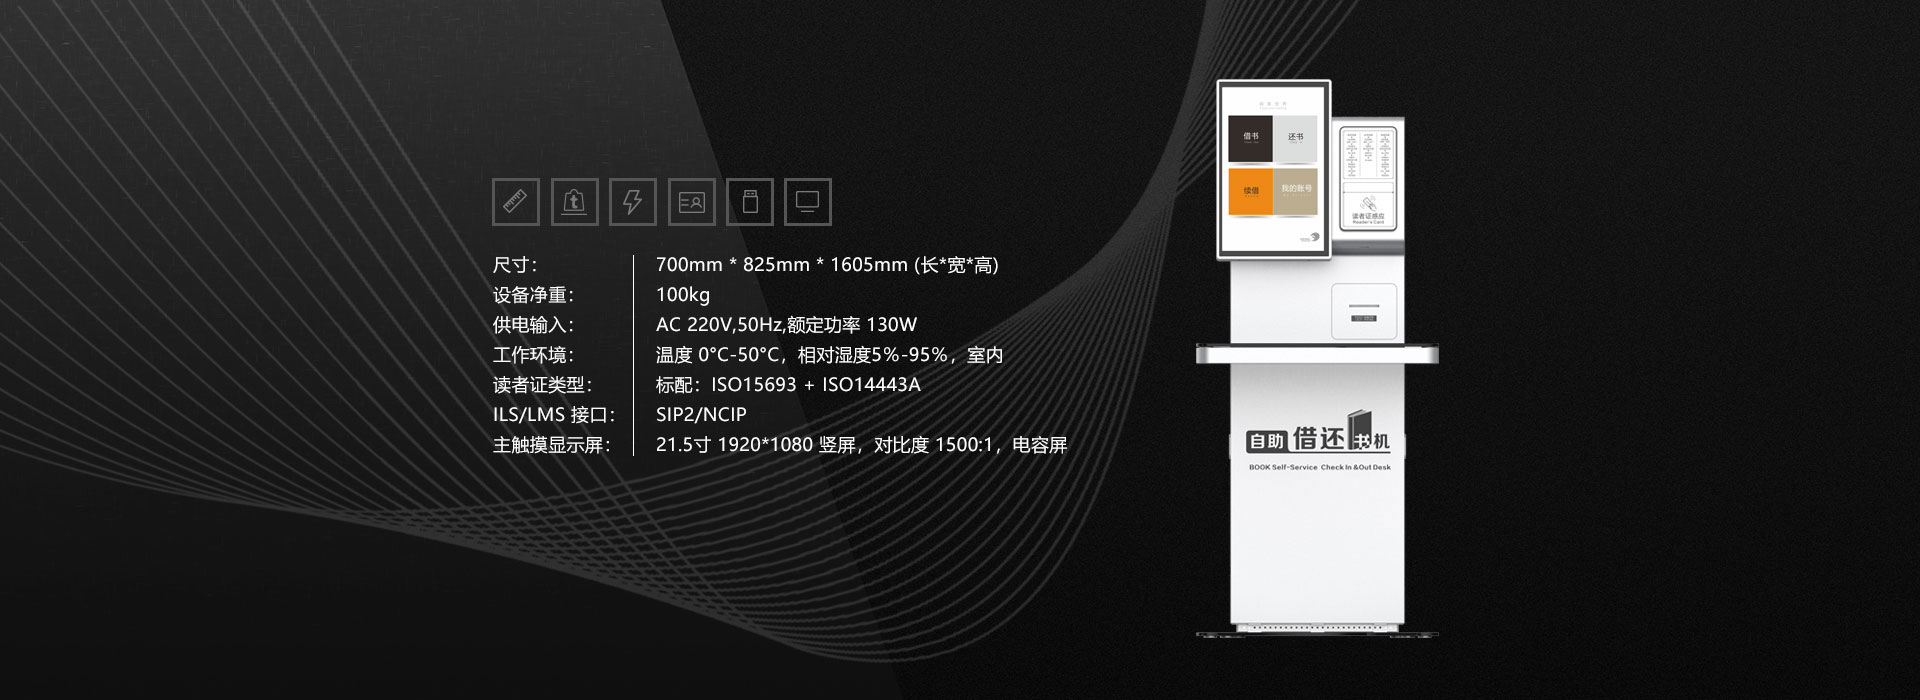 尺寸：
700mm * 825mm * 1605mm (长*宽*高)
设备净重：
100kg
供电输入：
AC 220V,50Hz,额定功率 130W
工作环境：
温度 0°C-50°C，相对湿度5%-95%，室内
读者证类型：
标配：ISO15693 + ISO14443A
ILS/LMS 接口：
SIP2/NCIP
主触摸显示屏：
21.5寸 1920*1080 竖屏，对比度 1500:1，电容屏
借书
还书
续借
我的账号
读者证感应
Reader's Card
自助借还书机
BOOK Self-Service Check In &Out Desk